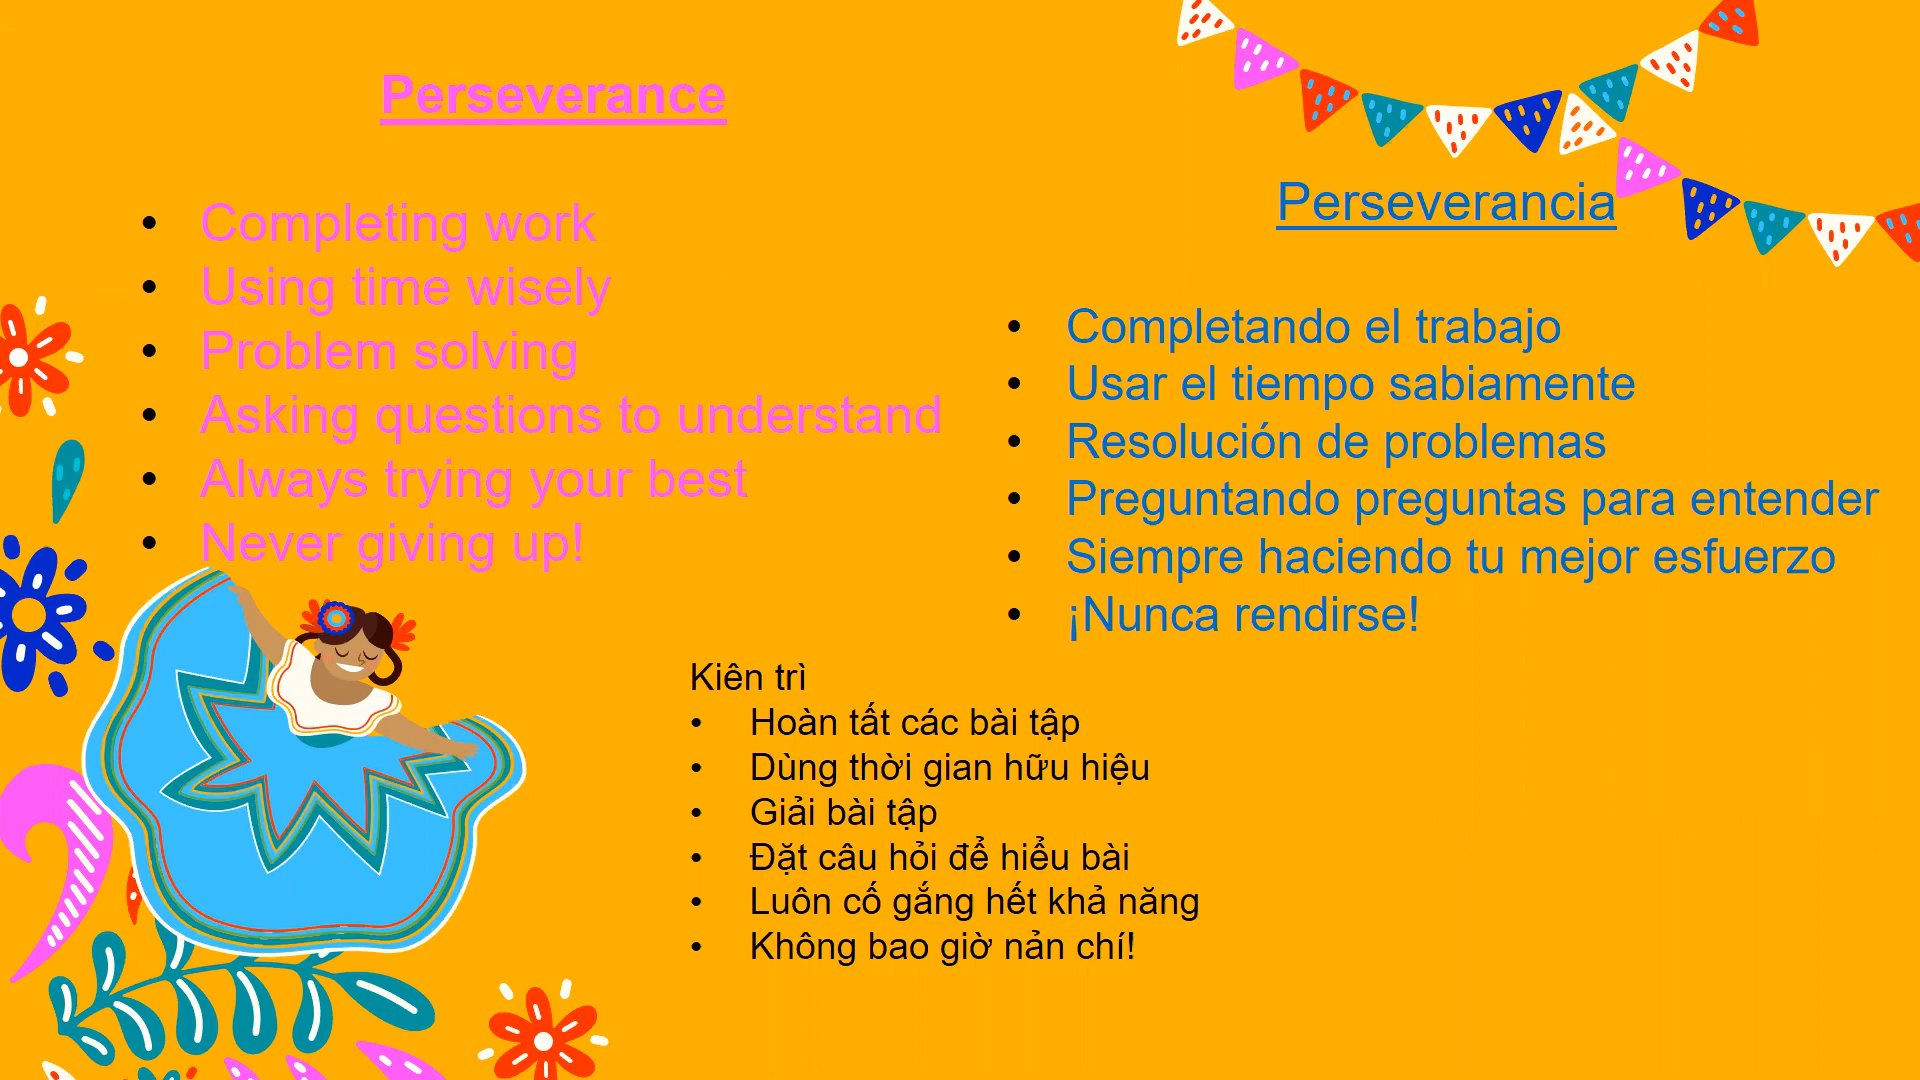 Perseverance
• Completing work
• Using time wisely
• Problem solving
• Asking questions to understand
• Always trying your best
• Never giving up!
Perseverancia
• Completando el trabajo
• Usar el tiempo sabiamente
• Resolución de problemas
• Preguntando preguntas para entender
• Siempre haciendo tu mejor esfuerzo
• ¡Nunca rendirse!
Kiên trì
• Hoàn tất các bài tập
• Dùng thời gian hữu hiệu
• Giải bài tập
• Đặt câu hỏi để hiểu bài
• Luôn cố gắng hết khả năng
• Không bao giờ nản chí!